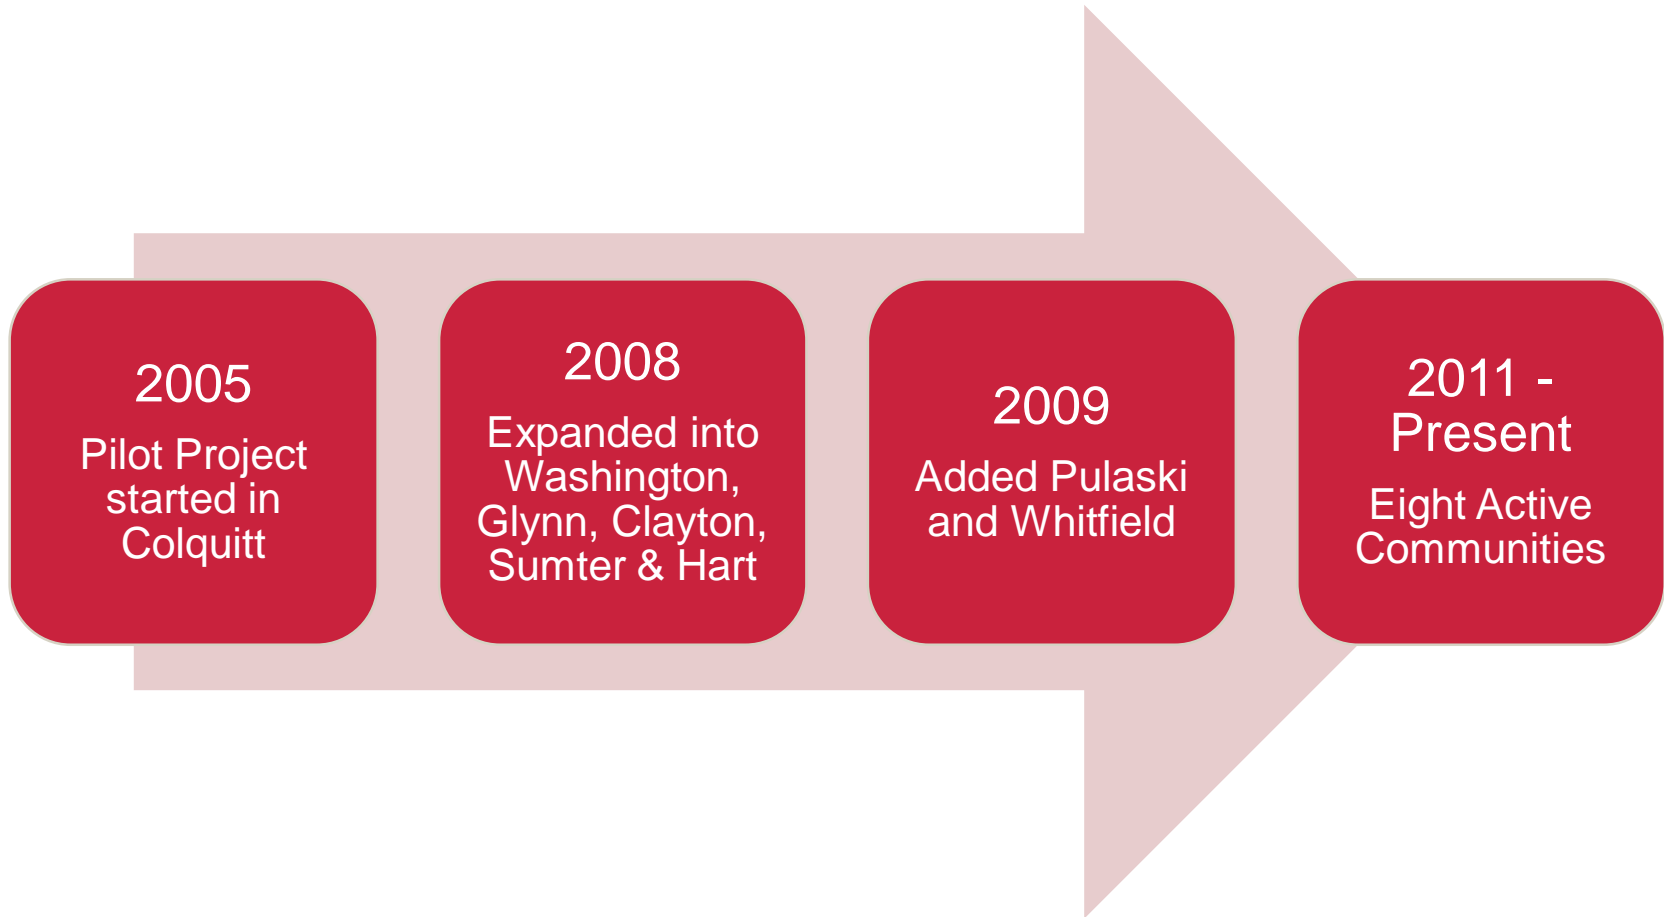 2005
Pilot Project
started in
Colquitt
2008
Expanded into
Washington,
Glynn, Clayton,
Sumter & Hart
2009
Added Pulaski
and Whitfield
2011 -
Present
Eight Active
Communities